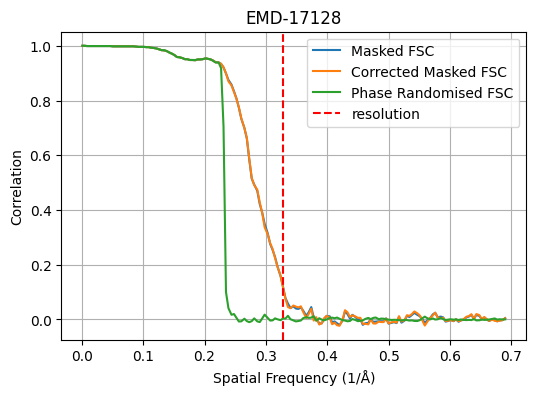 EMD-17128
Masked FSC
Corrected Masked FSC
Phase Randomised FSC
resolution
Correlation
1.0
0.8
0.6
0.4
0.2
0.0
0.0 0.1 0.2 0.3 0.4 0.5 0.6 0.7
Spatial Frequency (1/Å)